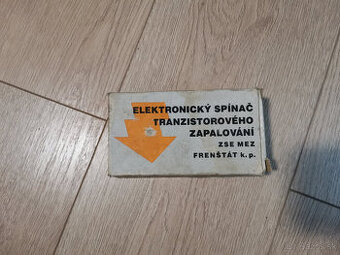 ELEKTRONICKÝ SPÍNAČ
TRANZISTOROVÉHO
ZAPALOVÁNÍ
ZSE MEZ
FRENŠTÁT k.p.